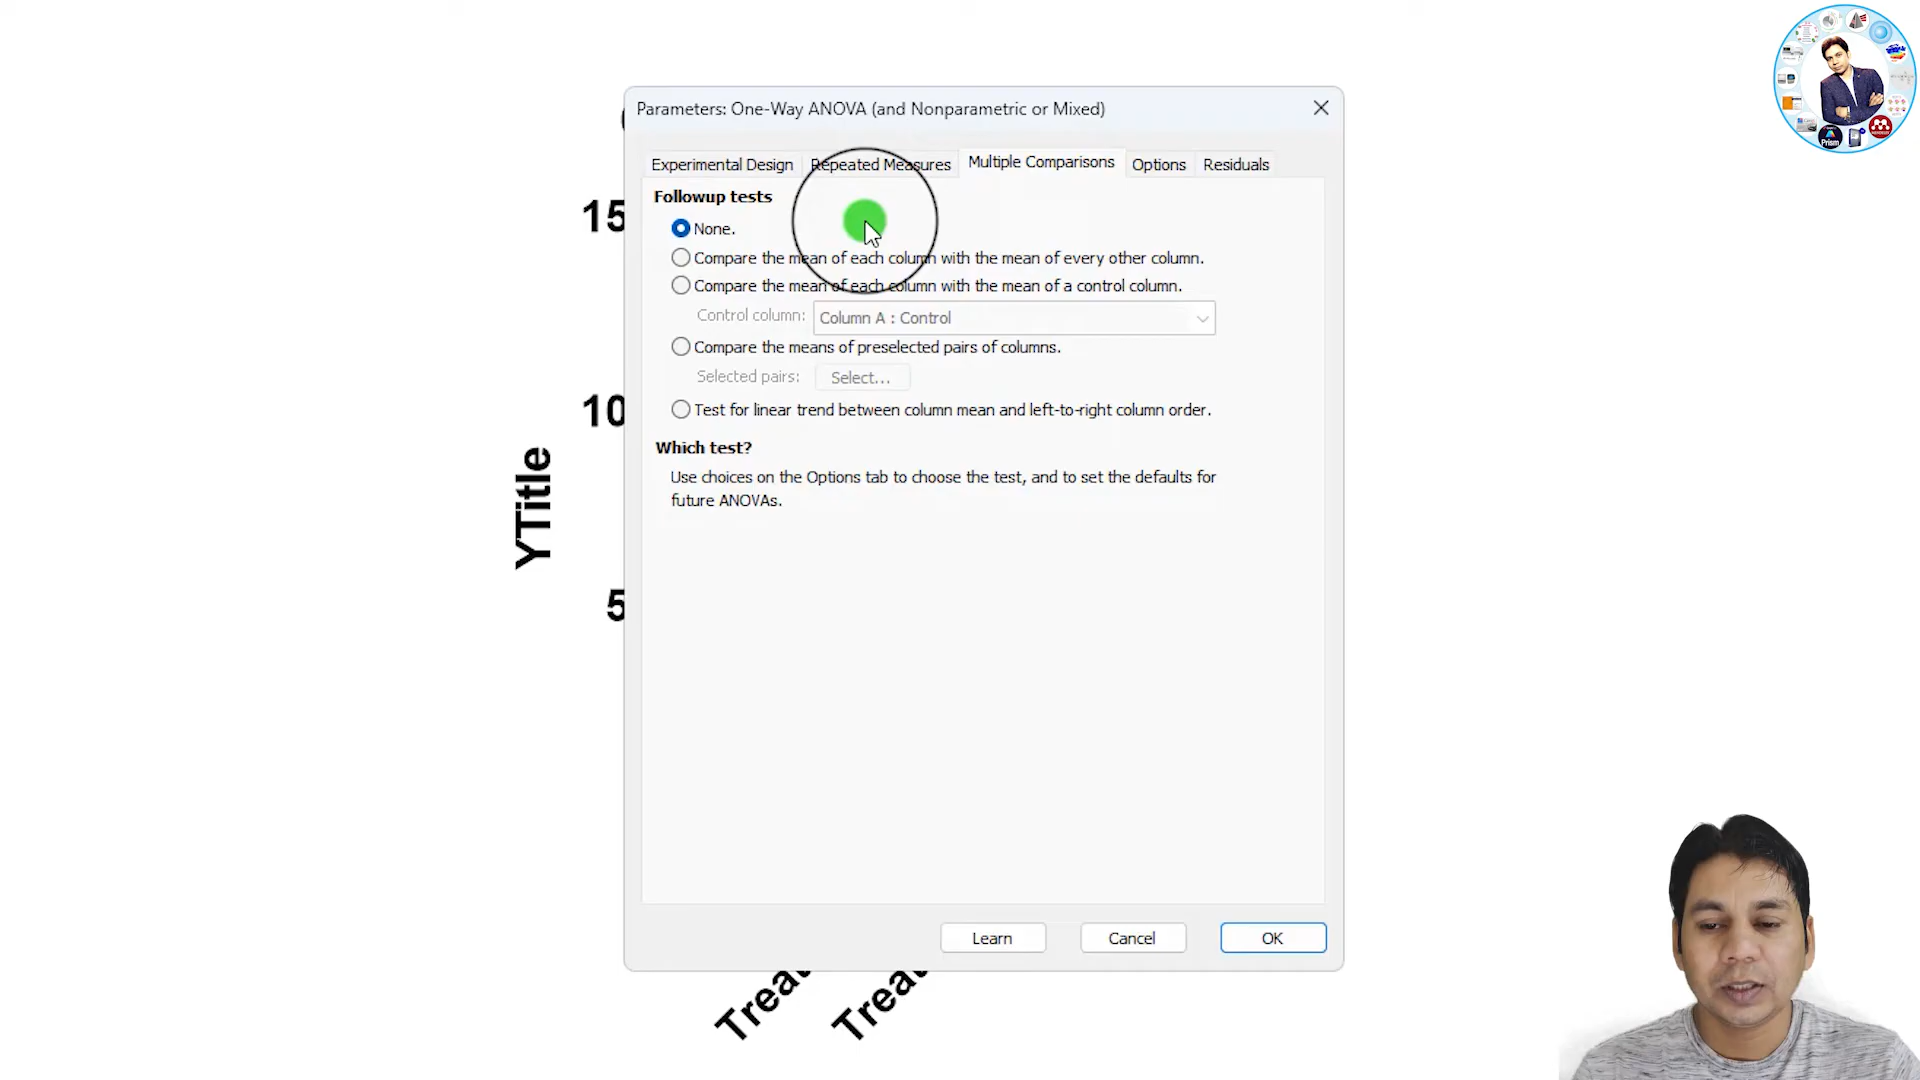 Parameters: One-Way ANOVA (and Nonparametric or Mixed)
Experimental Design
Repeated Measures
Multiple Comparisons
Options
Residuals
Followup tests
None.
Compare the mean of each column with the mean of every other column.
Compare the mean of each column with the mean of a control column.
Control column: Column A : Control
Compare the means of preselected pairs of columns.
Selected pairs: Select...
Test for linear trend between column mean and left-to-right column order.
Which test?
Use choices on the Options tab to choose the test, and to set the defaults for
future ANOVAs.
Learn
Cancel
OK
15
10
5
YTitle
Treat
Treat
Prism